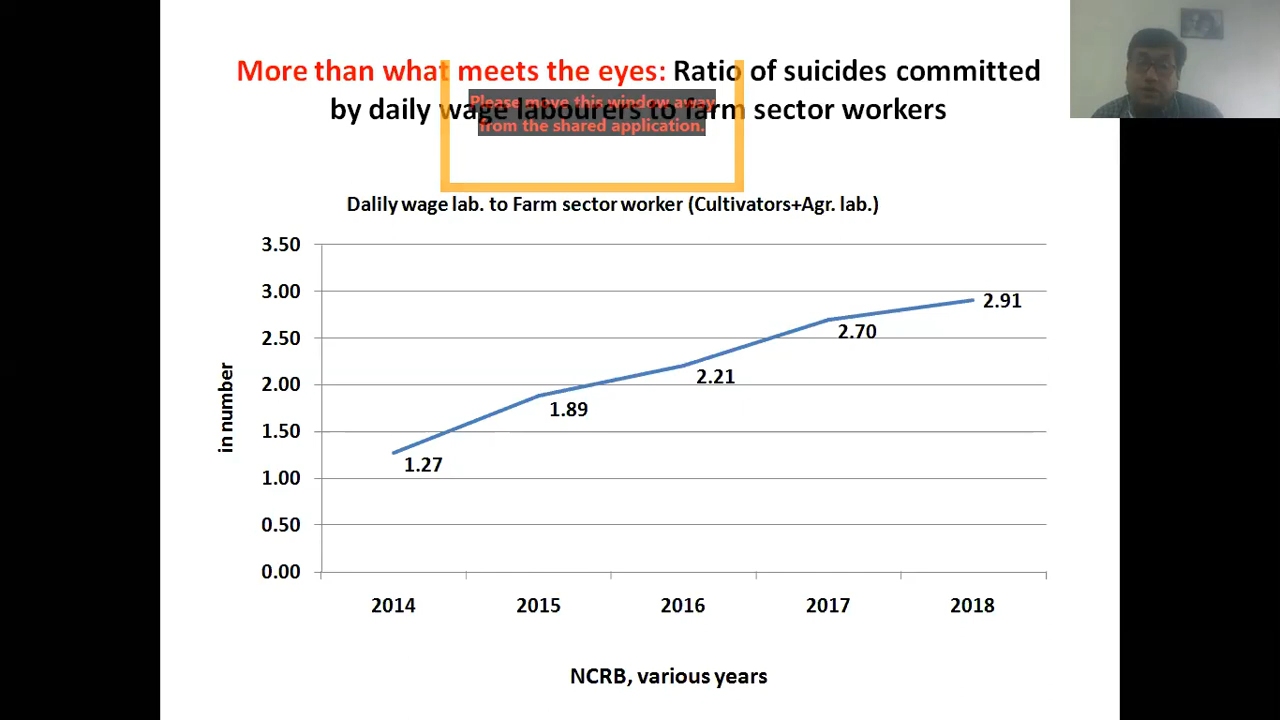 More than what meets the eyes: Ratio of suicides committed
by daily wage labourers to farm sector workers
Please move this window away
from the shared application.
Dalily wage lab. to Farm sector worker (Cultivators+Agr. lab.)
3.50
3.00
2.50
2.00
1.50
1.00
0.50
0.00
in number
1.27
1.89
2.21
2.70
2.91
2014 2015 2016 2017 2018
NCRB, various years